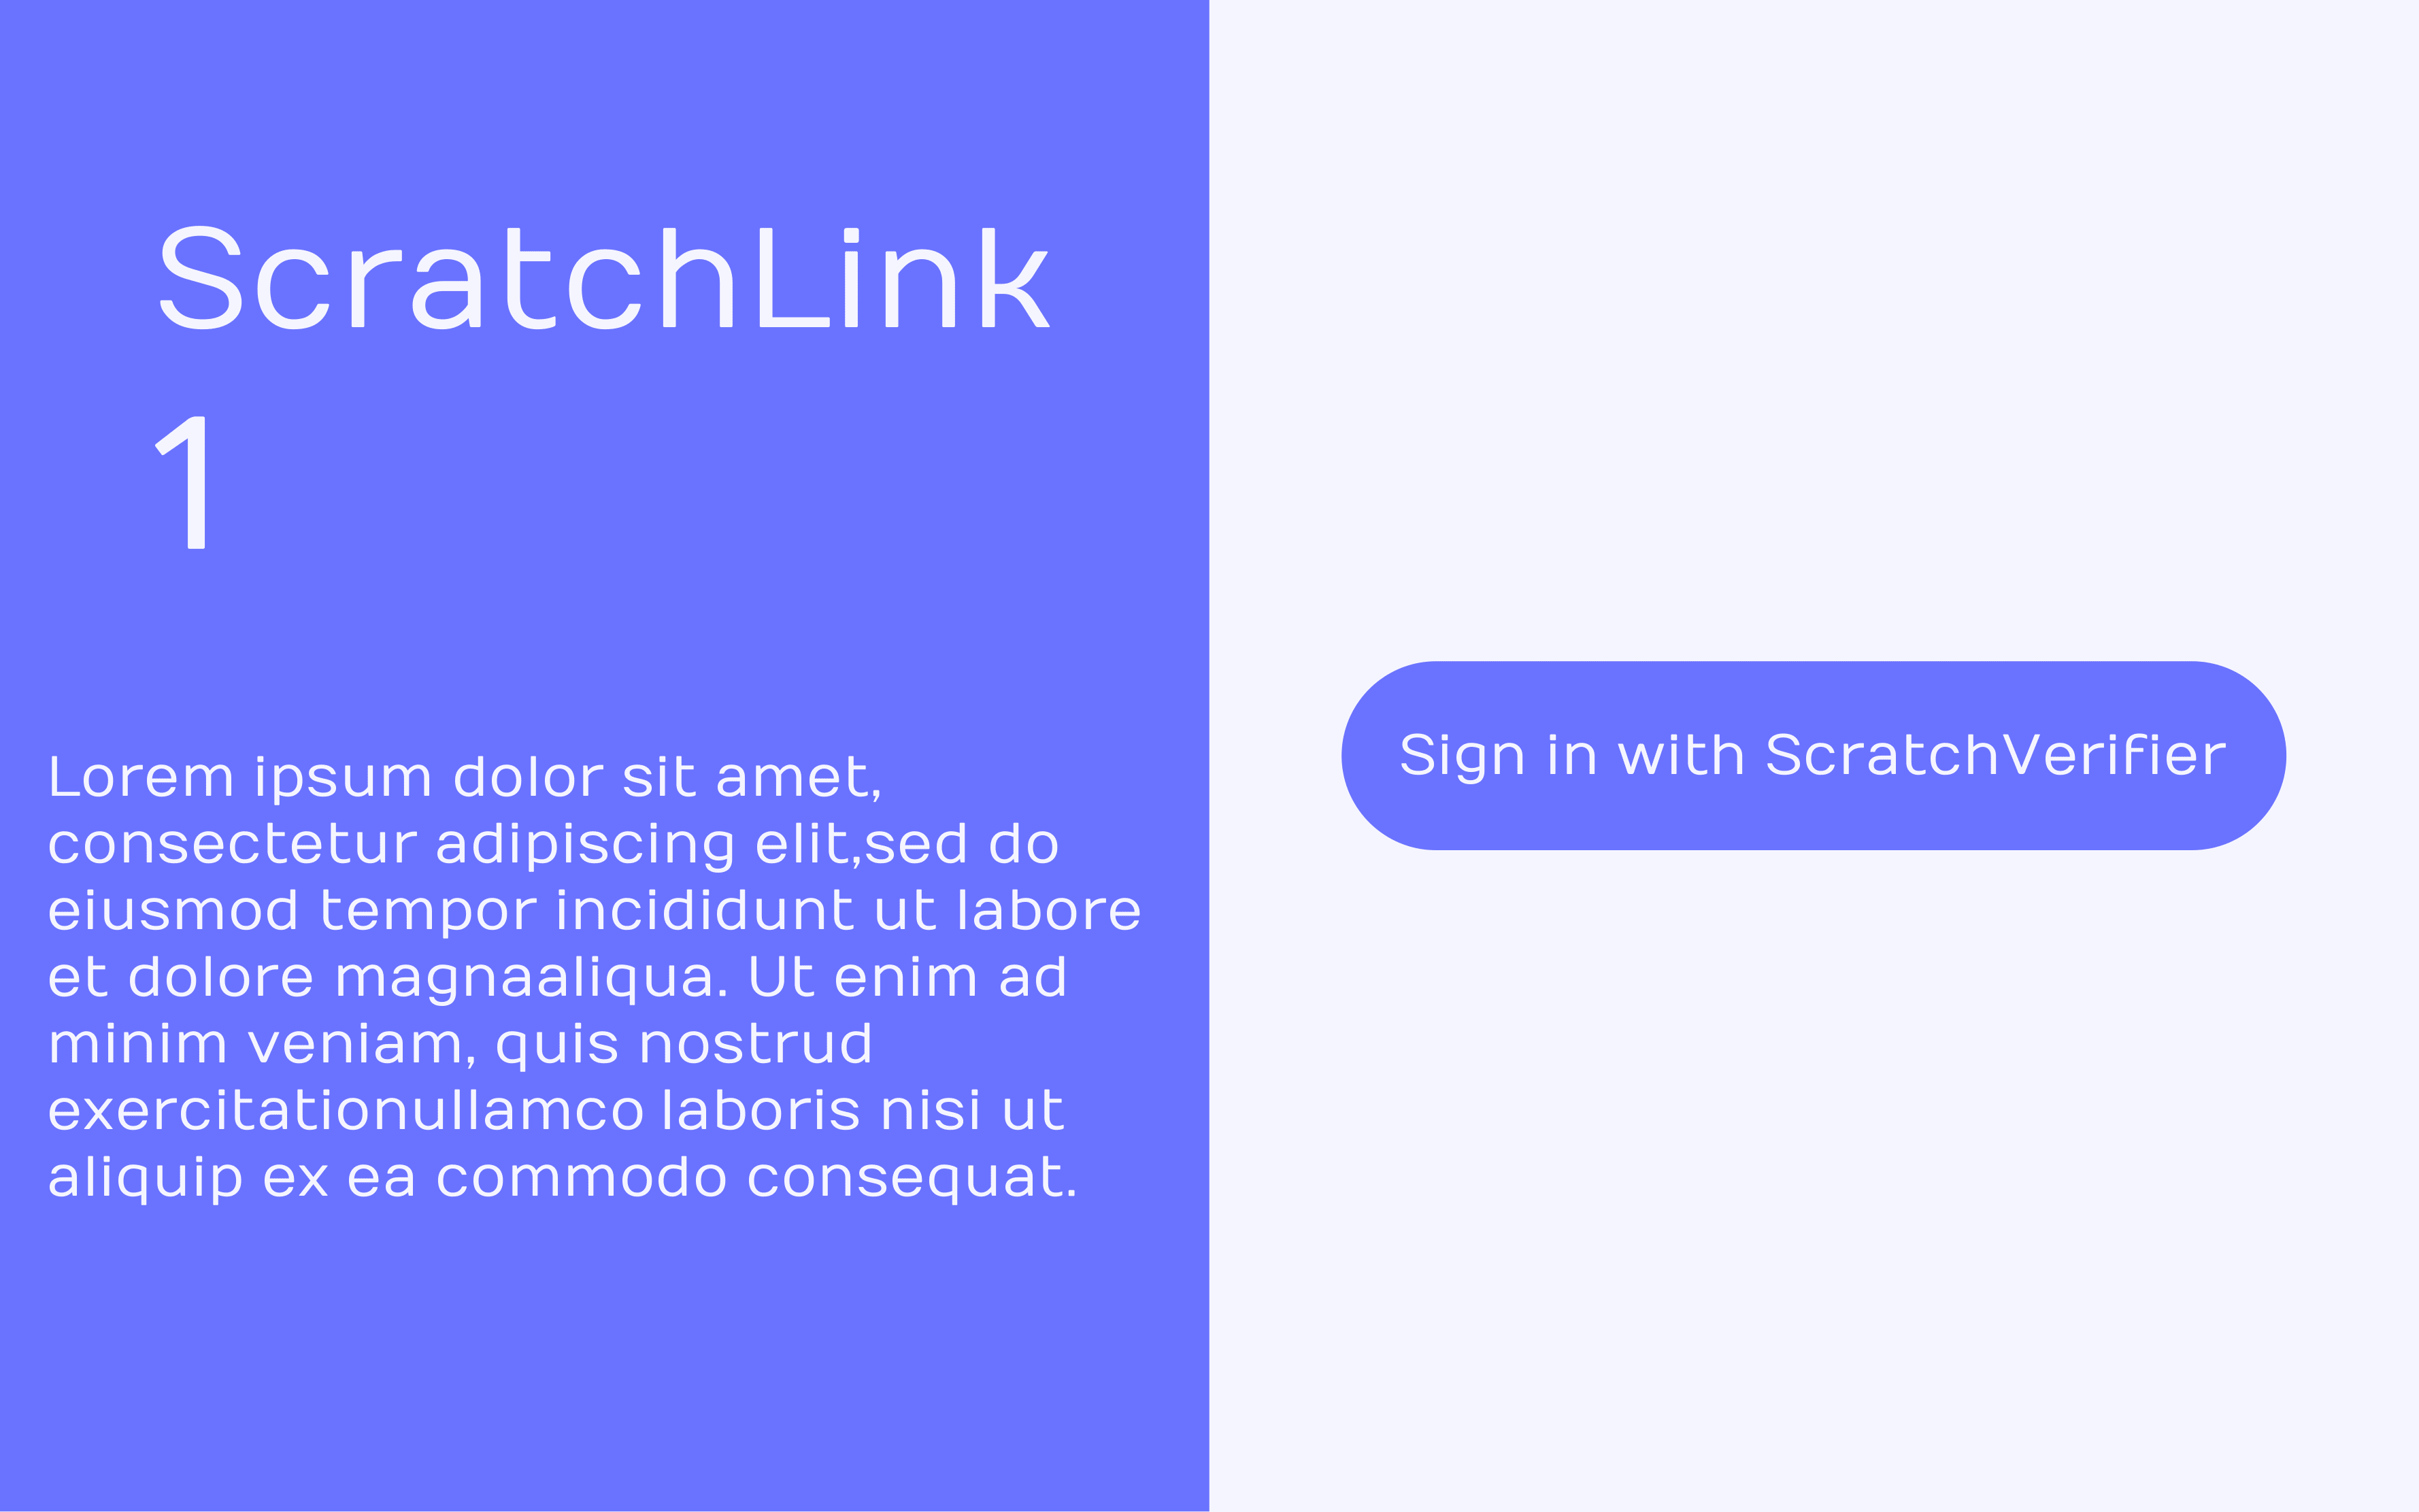 ScratchLink
1
Lorem ipsum dolor sit amet,
consectetur adipiscing elit,sed do
eiusmod tempor incididunt ut labore
et dolore magnaaliqua. Ut enim ad
minim veniam, quis nostrud
exercitationullamco laboris nisi ut
aliquip ex ea commodo consequat.
Sign in with ScratchVerifier